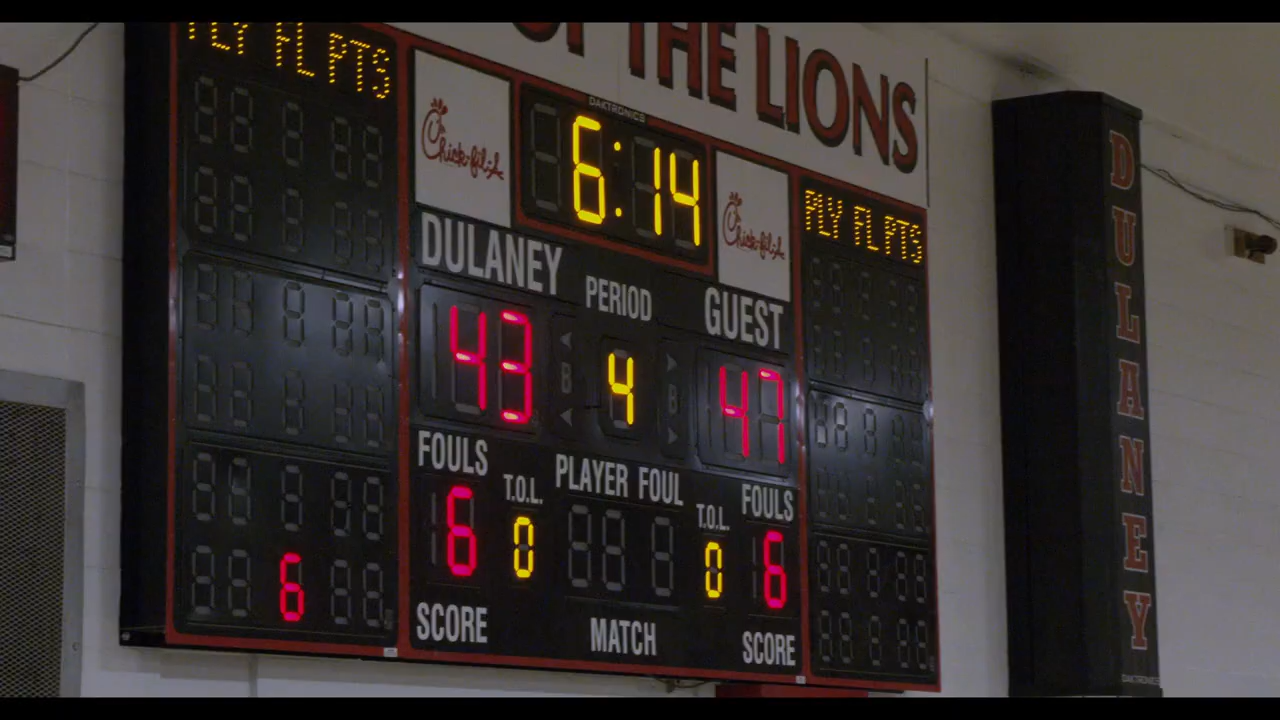 OF THE LIONS
PLY FL PTS
Chick-fil-A
DAKTRONICS
6:14
Chick-fil-A
PLY FL PTS
DULANEY
PERIOD
GUEST
43
B
4
B
47
FOULS
T.O.L.
PLAYER FOUL
T.O.L.
FOULS
6
0
0
6
6
SCORE
MATCH
SCORE
DULANEY
DAKTRONICS